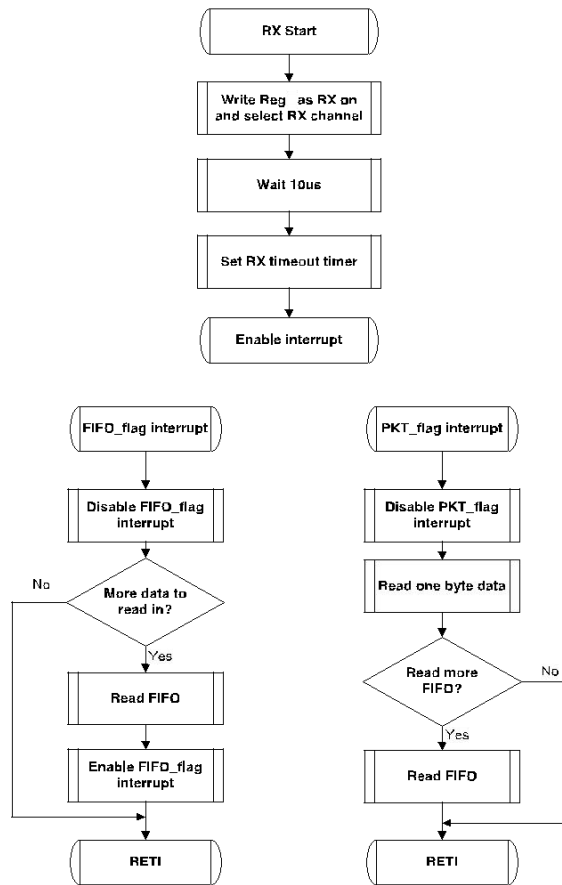 RX Start
Write Reg as RX on
and select RX channel
Wait 10us
Set RX timeout timer
Enable interrupt
FIFO_flag interrupt
Disable FIFO_flag
interrupt
No
More data to
read in?
Yes
Read FIFO
Enable FIFO_flag
interrupt
RETI
PKT_flag interrupt
Disable PKT_flag
interrupt
Read one byte data
Read more
FIFO?
No
Yes
Read FIFO
RETI